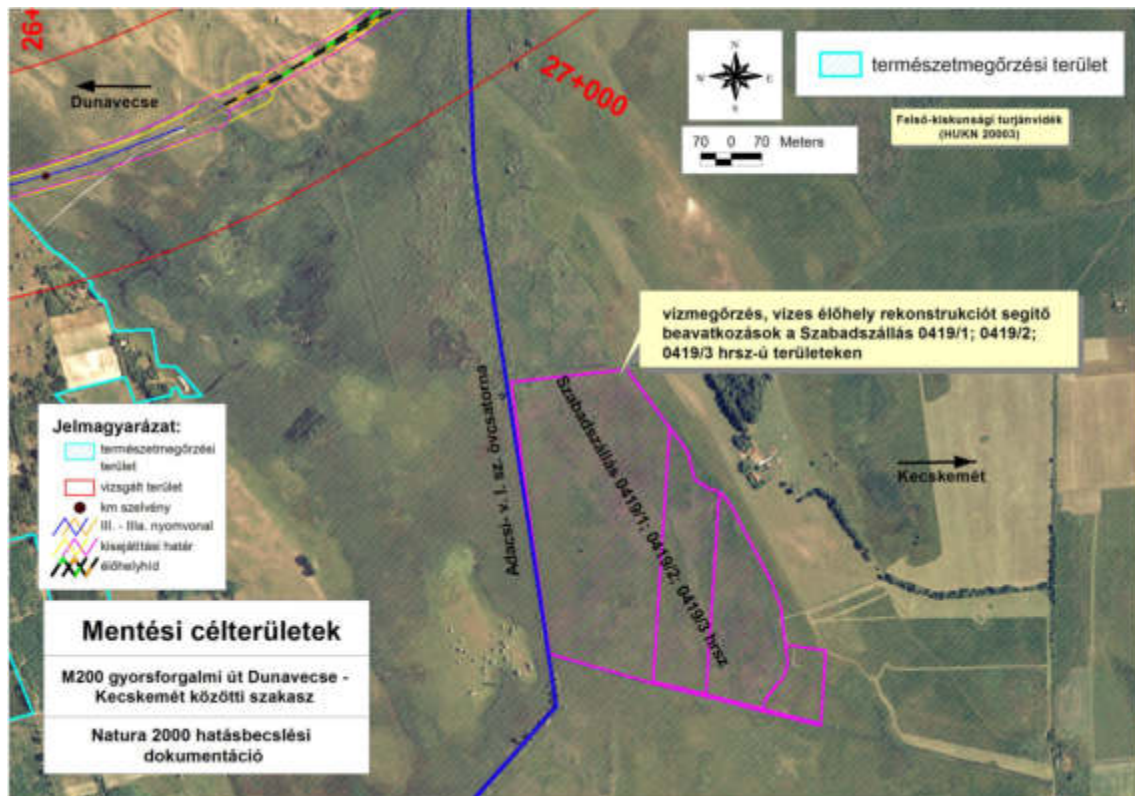 26+
27+000
Dunavecse
N
N
E
S
70 0 70 Meters
természetmegőrzési terület
Felső-kiskunsági turjánvidék
(HUKN 20003)
vízmegőrzés, vizes élőhely rekonstrukciót segítő
beavatkozások a Szabadszállás 0419/1; 0419/2;
0419/3 hrsz-ú területeken
Adacsi- v. I. sz. övcsatorna
Szabadszállás 0419/1; 0419/2; 0419/3 hrsz
Kecskemét
Jelmagyarázat:
természetmegőrzési
terület
vizsgált terület
km szelvény
III. - IIIa. nyomvonal
kisejátítási határ
élőhelyhíd
Mentési célterületek
M200 gyorsforgalmi út Dunavecse -
Kecskemét közötti szakasz
Natura 2000 hatásbecslési
dokumentáció